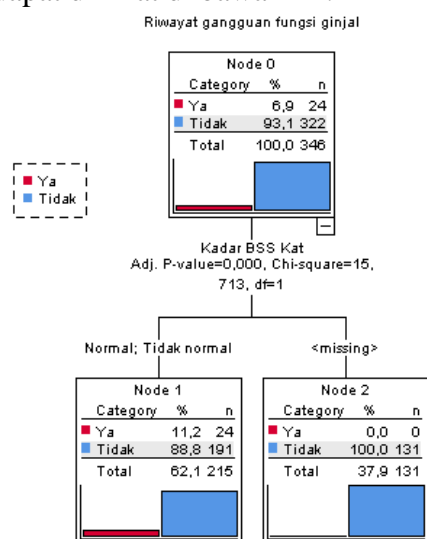 Riwayat gangguan fungsi ginjal
Node 0
Category % n
Ya 6,9 24
Tidak 93,1 322
Total 100,0 346
Ya
Tidak
Kadar BSS Kat
Adj. P-value=0,000, Chi-square=15,
713, df=1
Normal; Tidak normal
<missing>
Node 1
Category % n
Ya 11,2 24
Tidak 88,8 191
Total 62,1 215
Node 2
Category % n
Ya 0,0 0
Tidak 100,0 131
Total 37,9 131